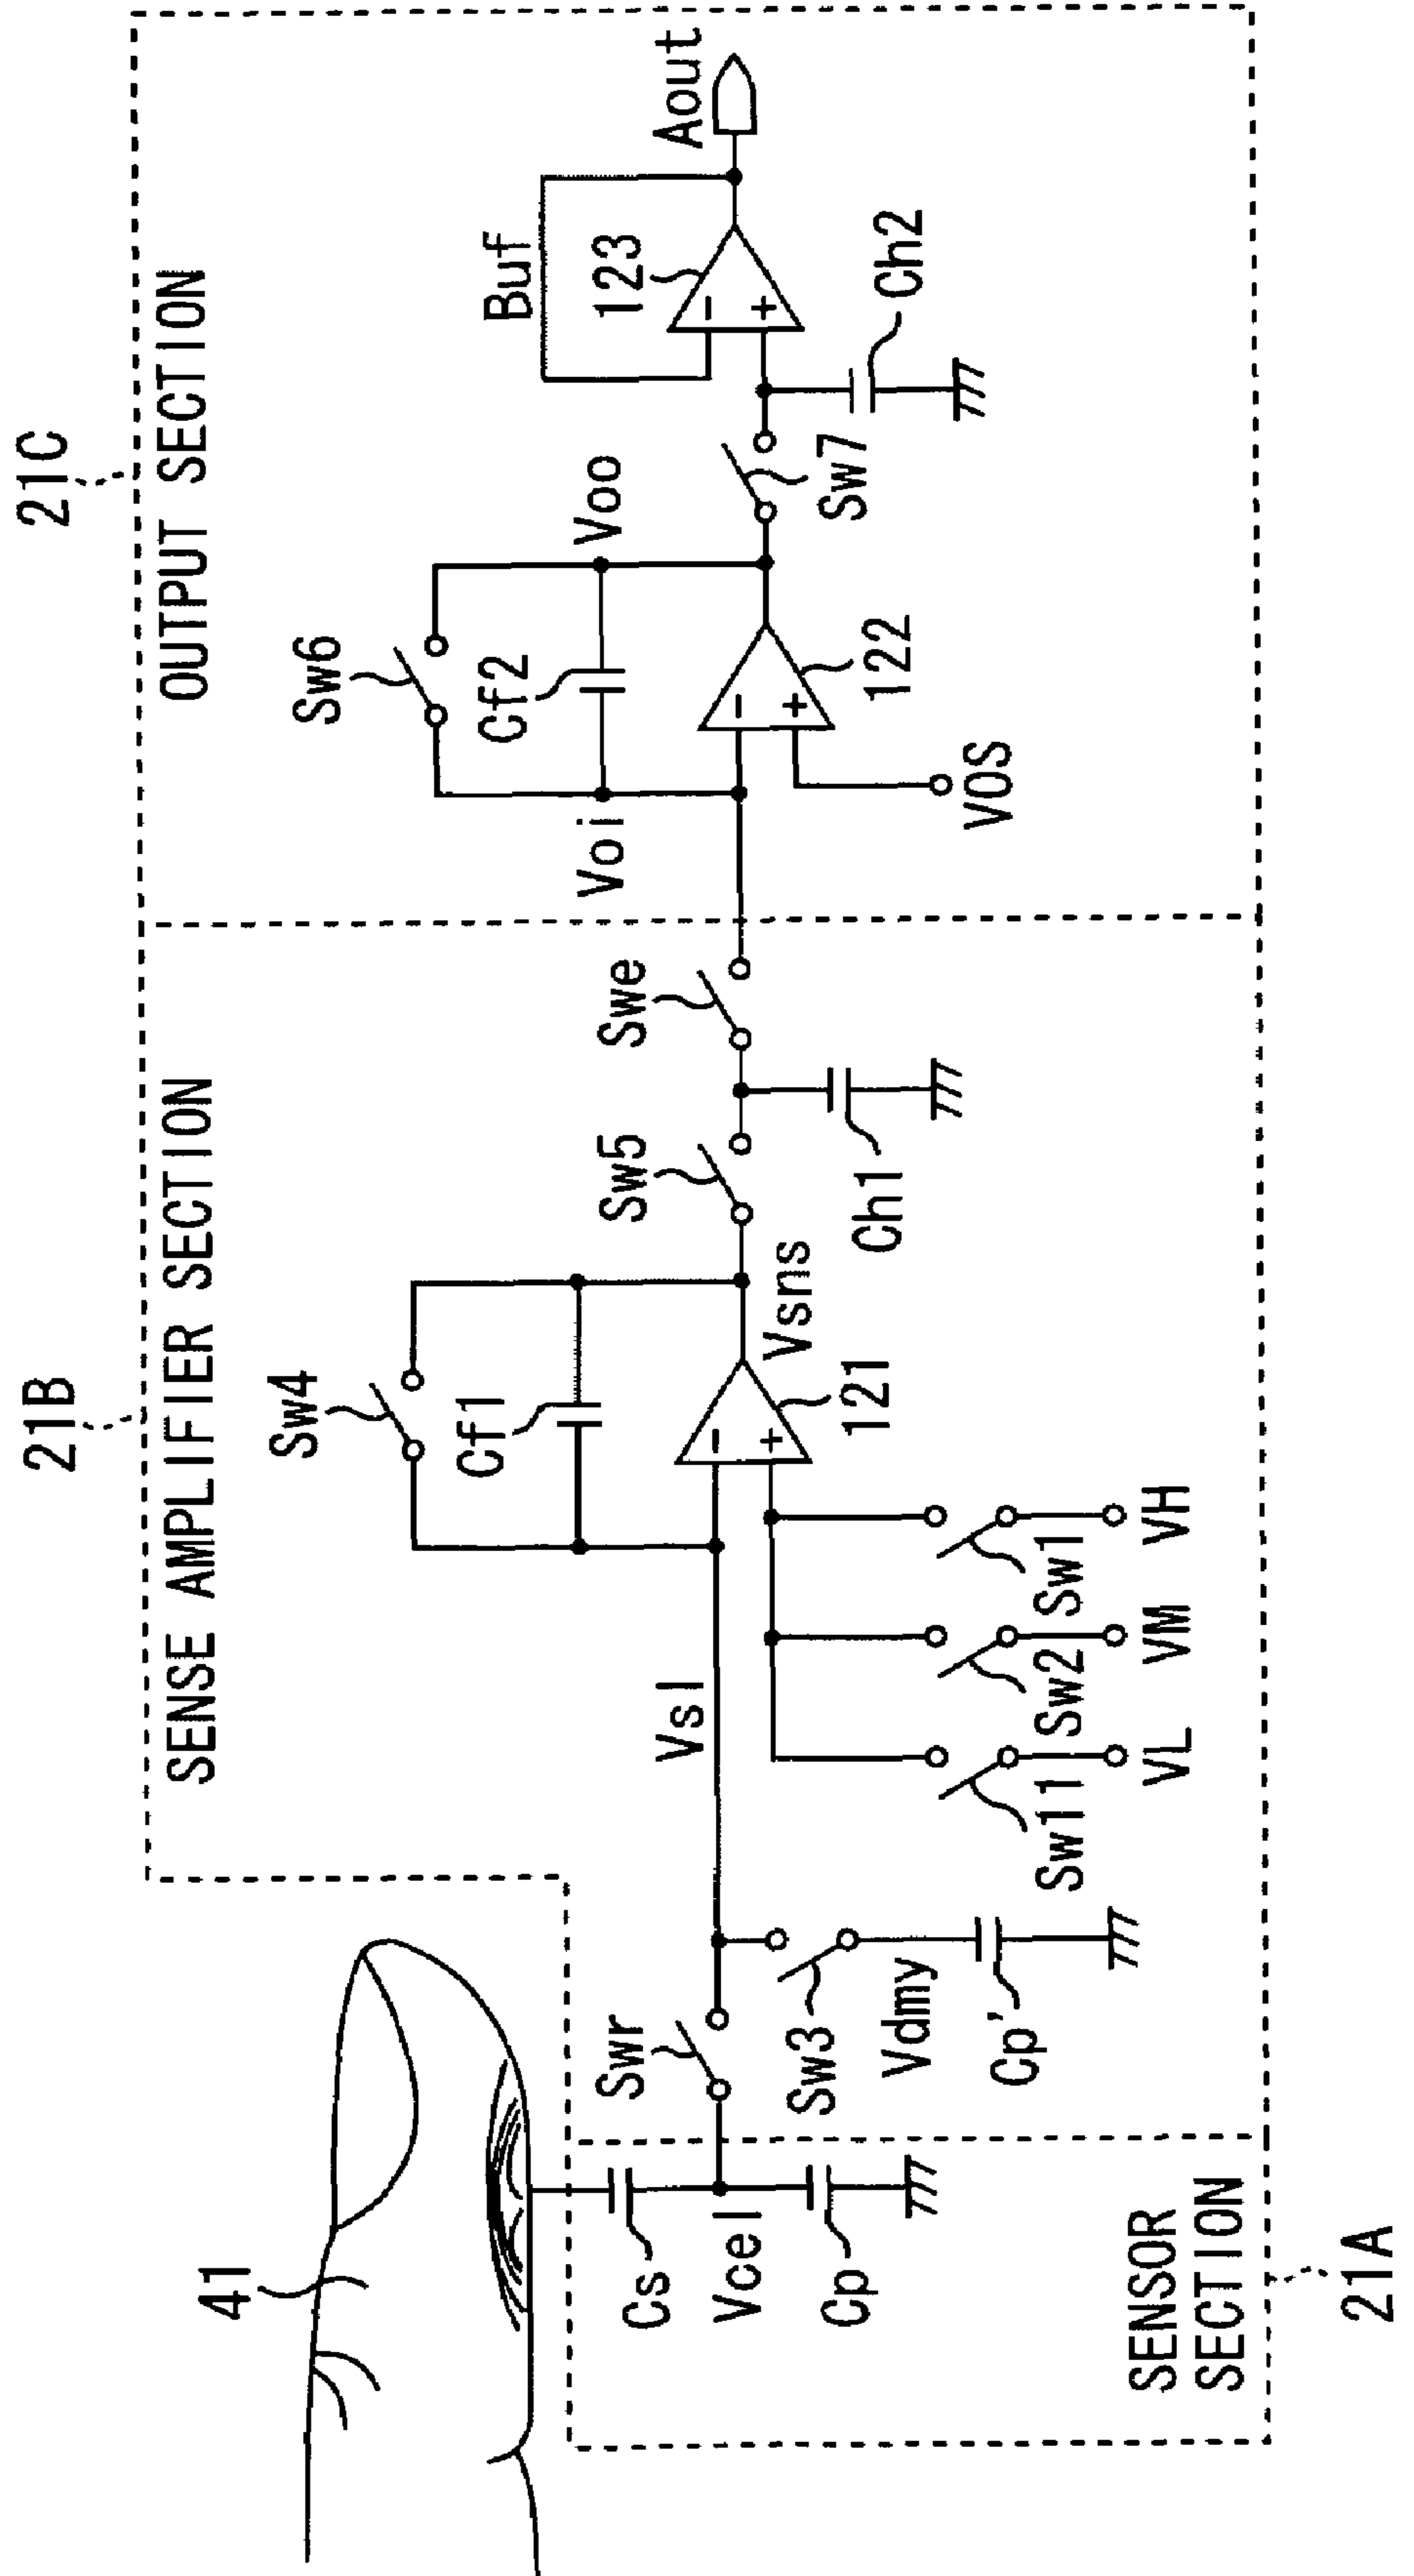 21B
21C
SENSE AMPLIFIER SECTION
OUTPUT SECTION
41
Sw4
Sw6
Cf1
Cf2
Buf
Voi
Voo
123
Aout
Swr
Vsl
Sw5
Swe
Cs
Vcel
Vsns
Sw7
Ch2
Cp
Sw3
Vdmy
Cp'
121
Ch1
122
VOS
Sw11
Sw2
Sw1
VL
VM
VH
SENSOR
SECTION
21A